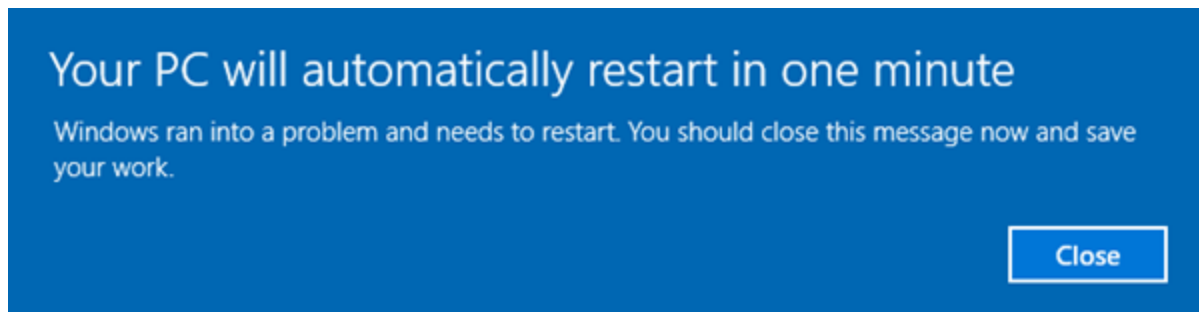 Your PC will automatically restart in one minute
Windows ran into a problem and needs to restart. You should close this message now and save
your work.
Close